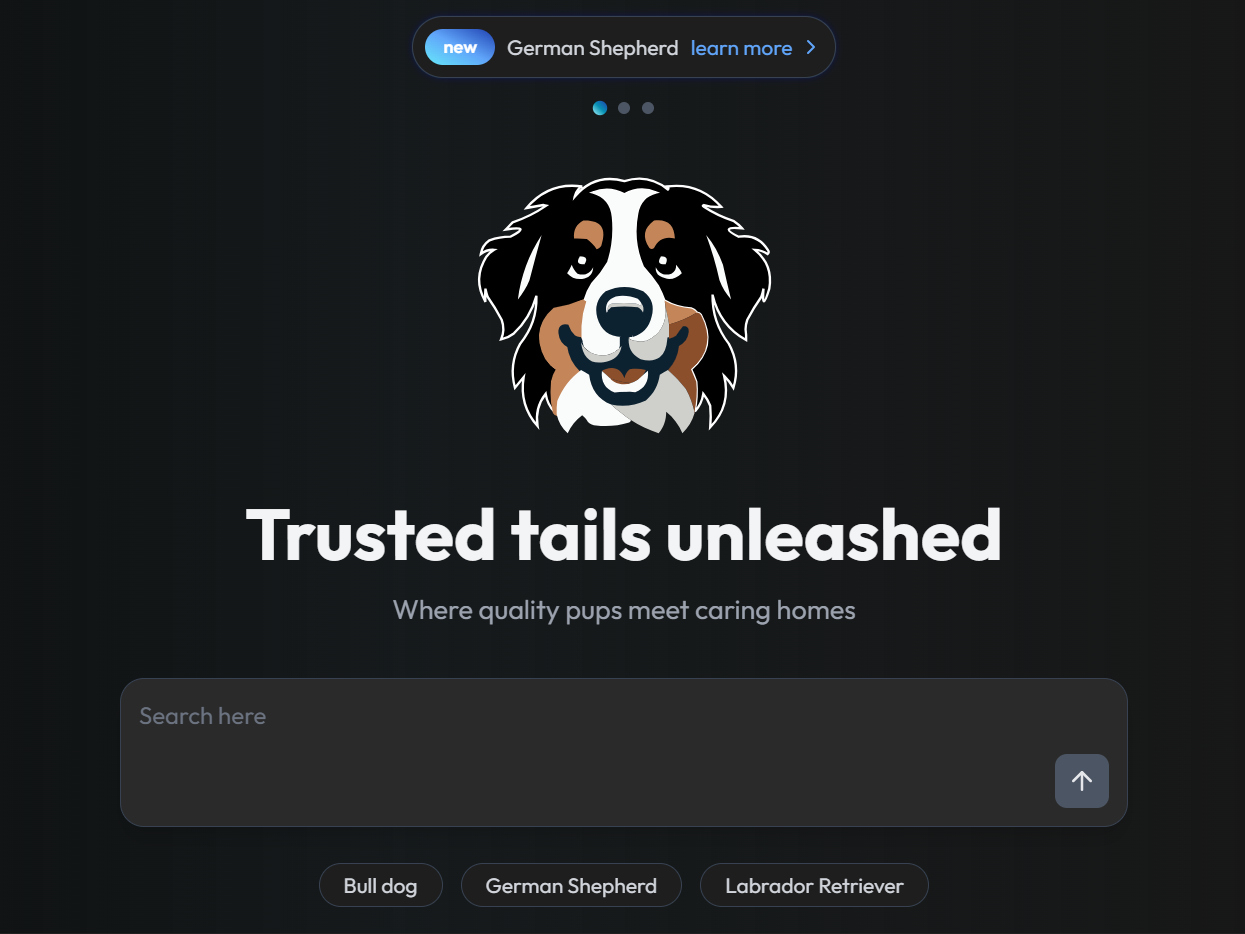 new German Shepherd learn more
Trusted tails unleashed
Where quality pups meet caring homes
Search here
Bull dog German Shepherd Labrador Retriever